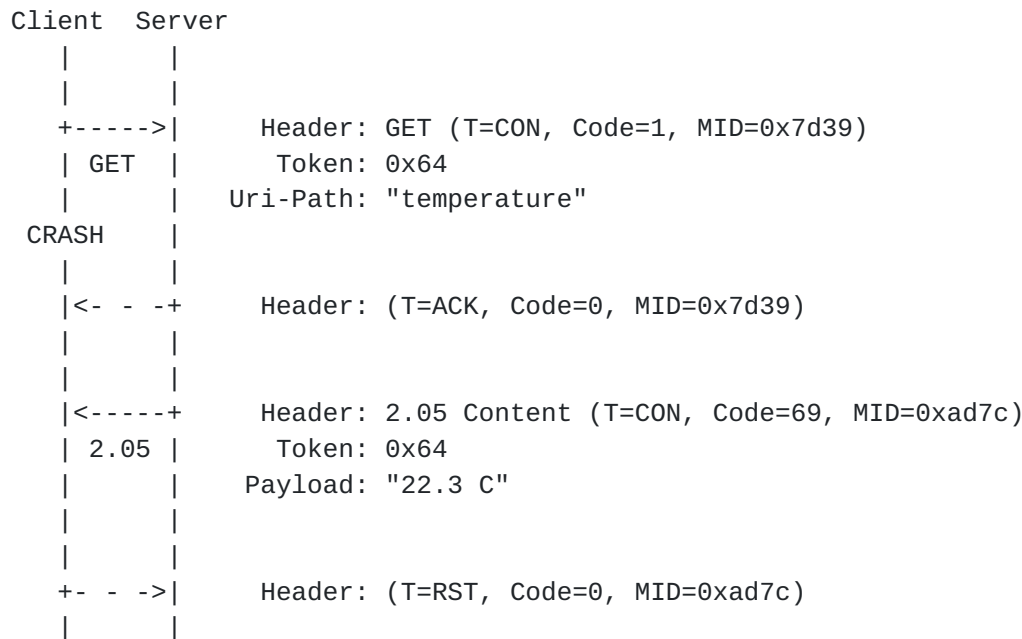 Client  Server
   |      |
   |      |
   +----->|     Header: GET (T=CON, Code=1, MID=0x7d39)
   | GET  |      Token: 0x64
   |      |   Uri-Path: "temperature"
 CRASH    |
   |      |
   |<- - -+     Header: (T=ACK, Code=0, MID=0x7d39)
   |      |
   |      |
   |<-----+     Header: 2.05 Content (T=CON, Code=69, MID=0xad7c)
   | 2.05 |      Token: 0x64
   |      |    Payload: "22.3 C"
   |      |
   |      |
   +- - ->|     Header: (T=RST, Code=0, MID=0xad7c)
   |      |